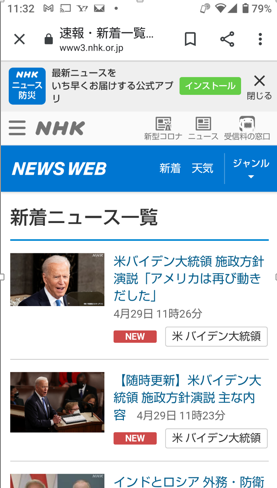 11:32
79%
速報・新着一覧…
www3.nhk.or.jp
NHK
ニュース
防災
最新ニュースを
いち早くお届けする公式アプ
リ
インストール
閉じる
NHK
新型コロナ
ニュース
受信料の窓口
NEWS WEB
新着
天気
ジャンル
新着ニュース一覧
米バイデン大統領 施政方針
演説「アメリカは再び動き
だした」
4月29日 11時26分
NEW
米 バイデン大統領
【随時更新】米バイデン大
統領 施政方針演説 主な内
容 4月29日 11時23分
NEW
米 バイデン大統領
インドとロシア 外務・防衛